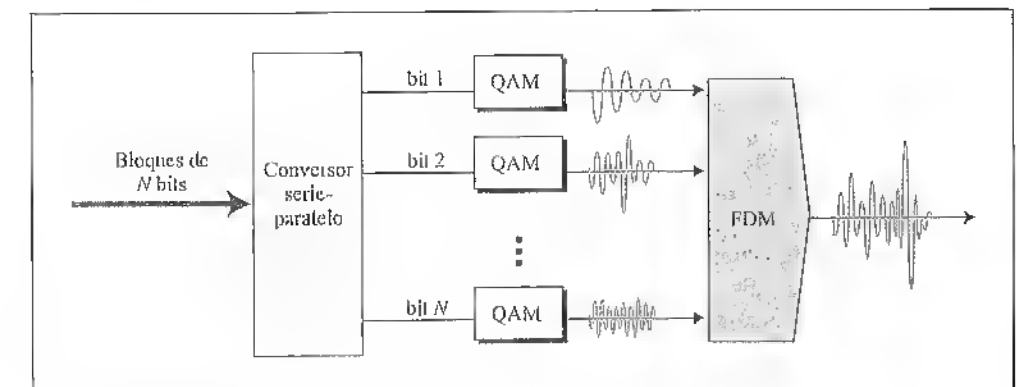 Bloques de
N bits
Conversor
serie-
paralelo
bit 1
QAM
bit 2
QAM
bit N
QAM
FDM